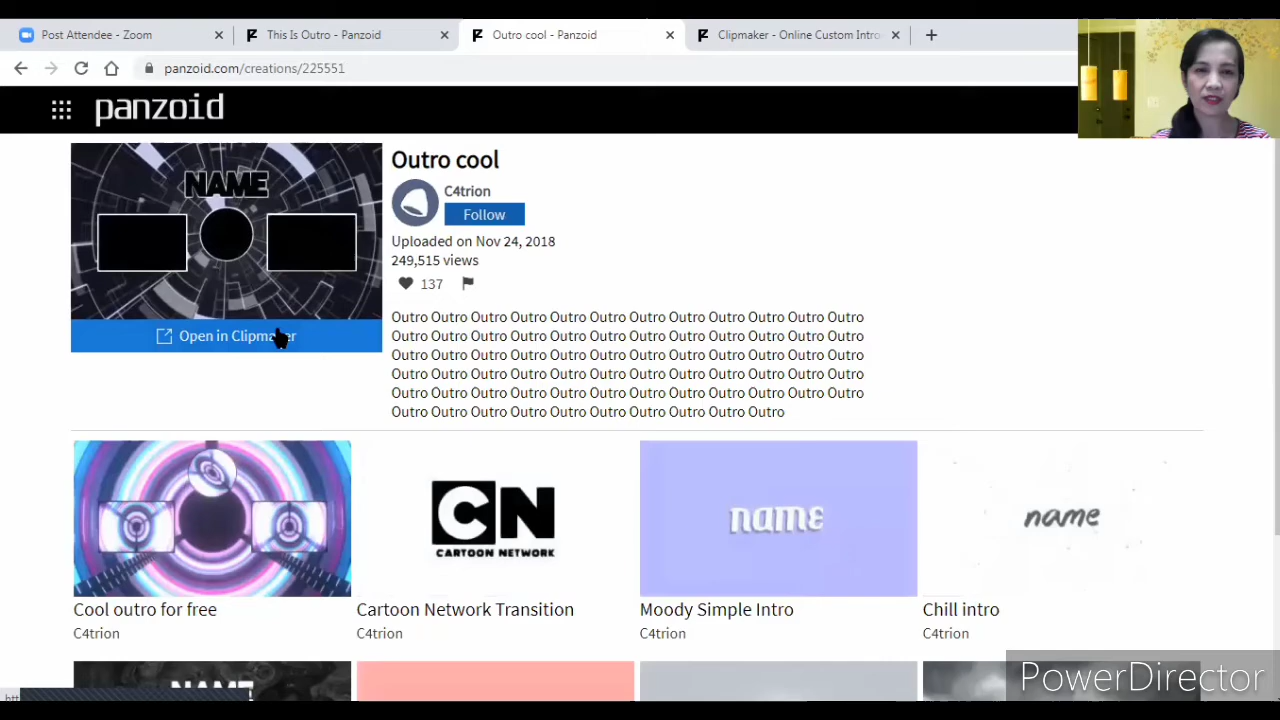 Post Attendee - Zoom
This Is Outro - Panzoid
Outro cool - Panzoid
Clipmaker - Online Custom Intro
panzoid.com/creations/225551
panzoid
NAME
Open in Clipmaker
Outro cool
C4trion
Follow
Uploaded on Nov 24, 2018
249,515 views
137
Outro Outro Outro Outro Outro Outro Outro Outro Outro Outro Outro Outro
Outro Outro Outro Outro Outro Outro Outro Outro Outro Outro Outro Outro
Outro Outro Outro Outro Outro Outro Outro Outro Outro Outro Outro Outro
Outro Outro Outro Outro Outro Outro Outro Outro Outro Outro Outro Outro
Outro Outro Outro Outro Outro Outro Outro Outro Outro Outro Outro Outro
Outro Outro Outro Outro Outro Outro Outro Outro Outro Outro
CN
CARTOON NETWORK
name
name
Cool outro for free
Cartoon Network Transition
Moody Simple Intro
Chill intro
C4trion
C4trion
C4trion
C4trion
NAME
PowerDirector